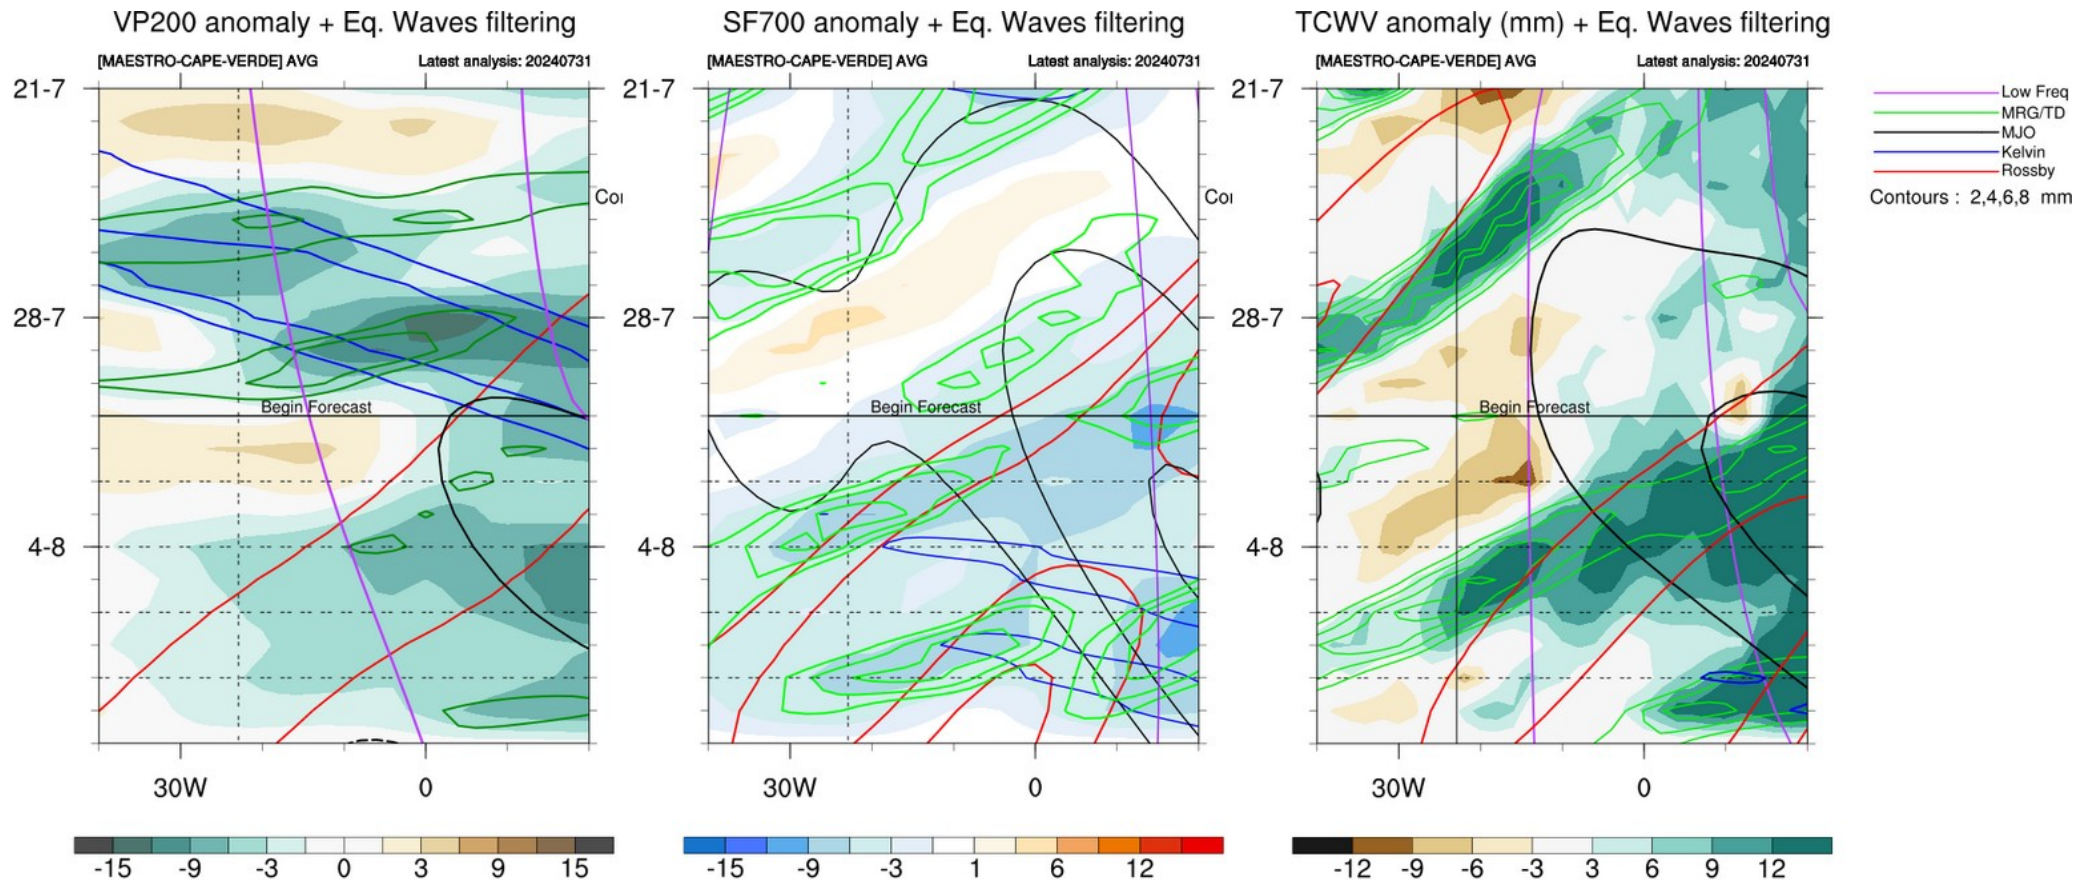 VP200 anomaly + Eq. Waves filtering
[MAESTRO-CAPE-VERDE] AVG
Latest analysis: 20240731
21-7
28-7
4-8
Begin Forecast
30W
0
-15 -9 -3 0 3 9 15
Coı
SF700 anomaly + Eq. Waves filtering
[MAESTRO-CAPE-VERDE] AVG
Latest analysis: 20240731
21-7
28-7
4-8
Begin Forecast
30W
0
-15 -9 -3 1 6 12
Coı
TCWV anomaly (mm) + Eq. Waves filtering
[MAESTRO-CAPE-VERDE] AVG
Latest analysis: 20240731
21-7
28-7
4-8
Begin Forecast
30W
0
-12 -9 -6 -3 3 6 9 12
Low Freq
MRG/TD
MJO
Kelvin
Rossby
Contours : 2,4,6,8 mm